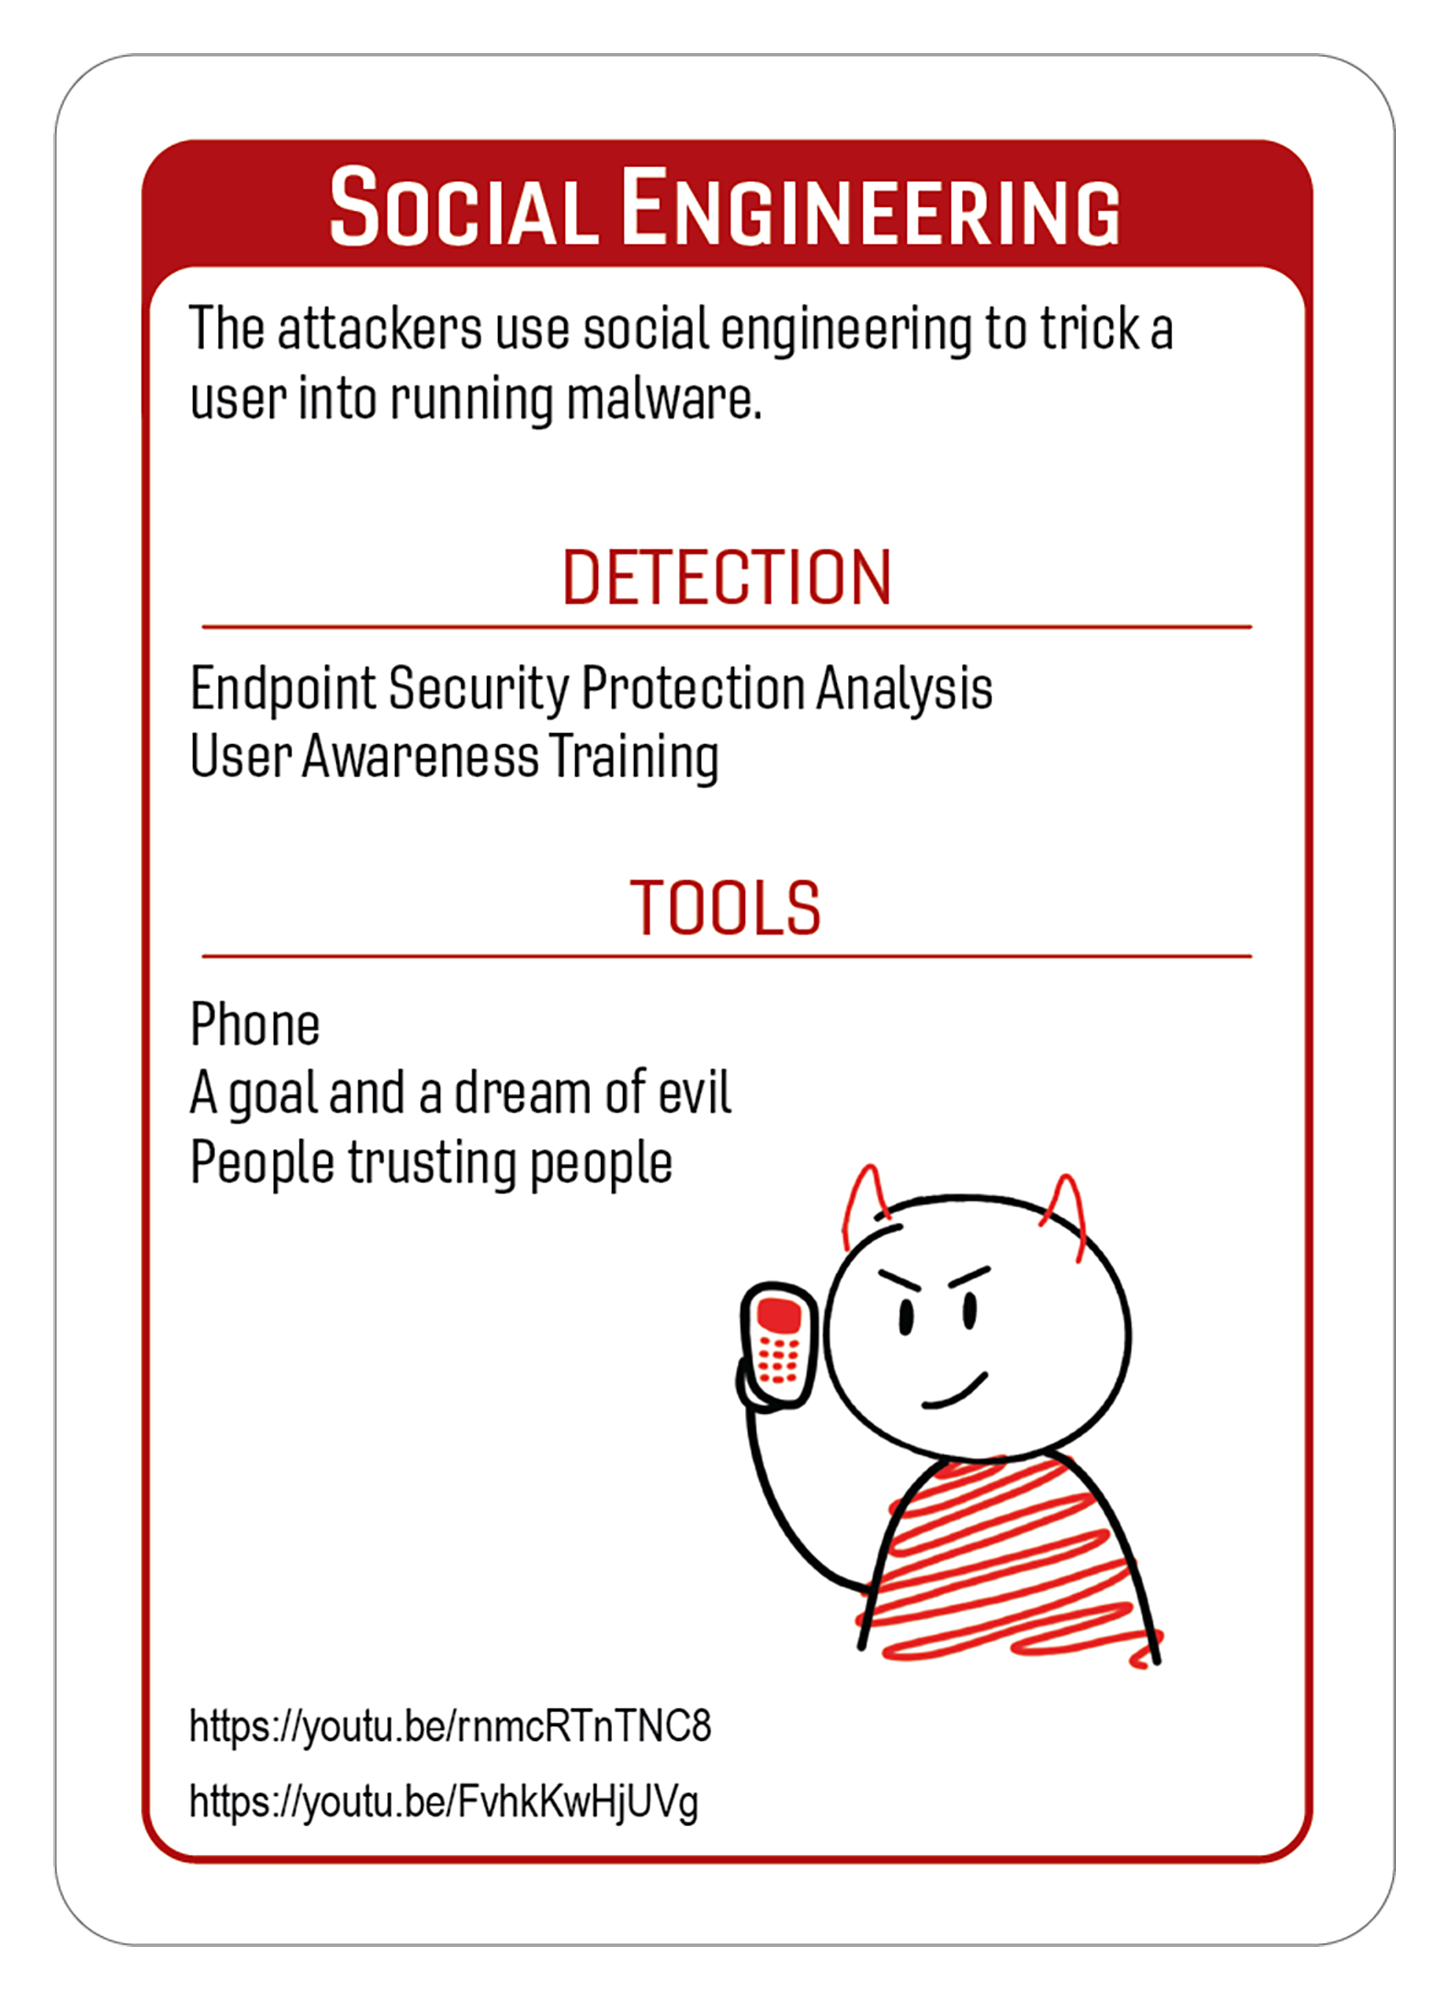 Social Engineering
The attackers use social engineering to trick a
user into running malware.
DETECTION
Endpoint Security Protection Analysis
User Awareness Training
TOOLS
Phone
A goal and a dream of evil
People trusting people
https://youtu.be/rnmcRTnTNC8
https://youtu.be/FvhkKwHjUVg